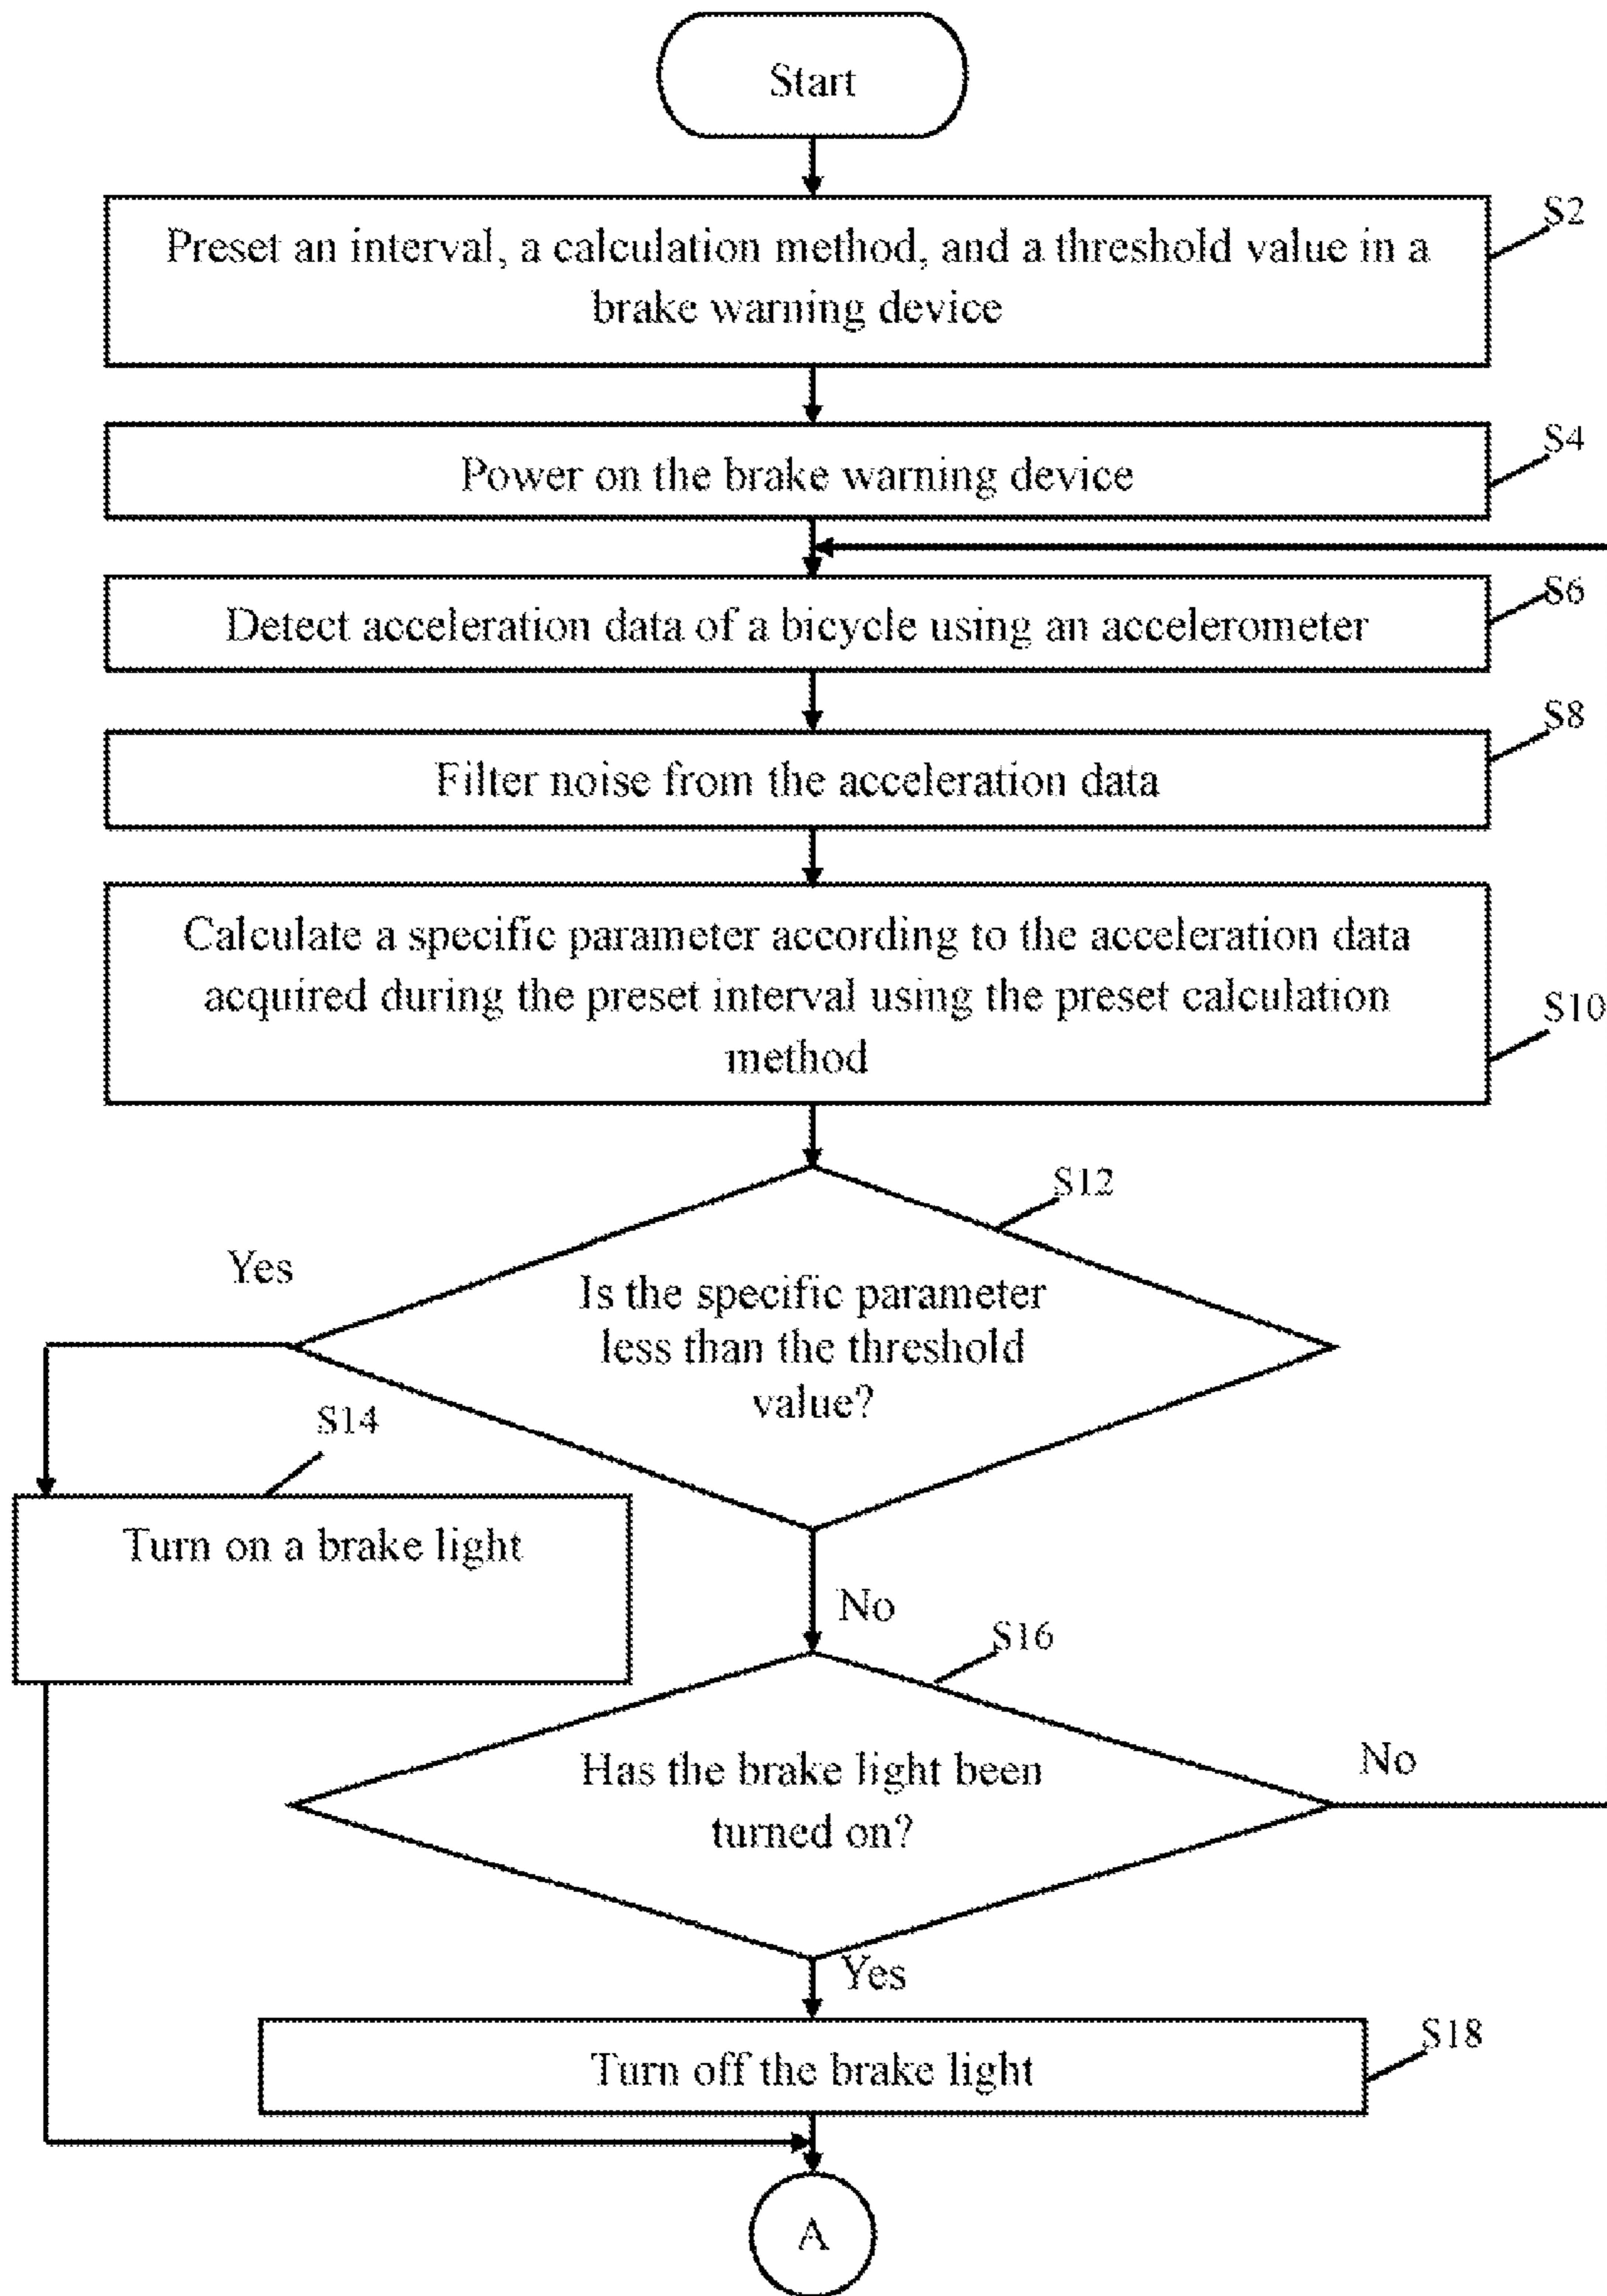 Start
S2
Preset an interval, a calculation method, and a threshold value in a
brake warning device
S4
Power on the brake warning device
S6
Detect acceleration data of a bicycle using an accelerometer
S8
Filter noise from the acceleration data
Calculate a specific parameter according to the acceleration data
acquired during the preset interval using the preset calculation
S10
method
S12
Yes
Is the specific parameter
less than the threshold
value?
S14
Turn on a brake light
No
S16
No
Has the brake light been
turned on?
Yes
S18
Turn off the brake light
A